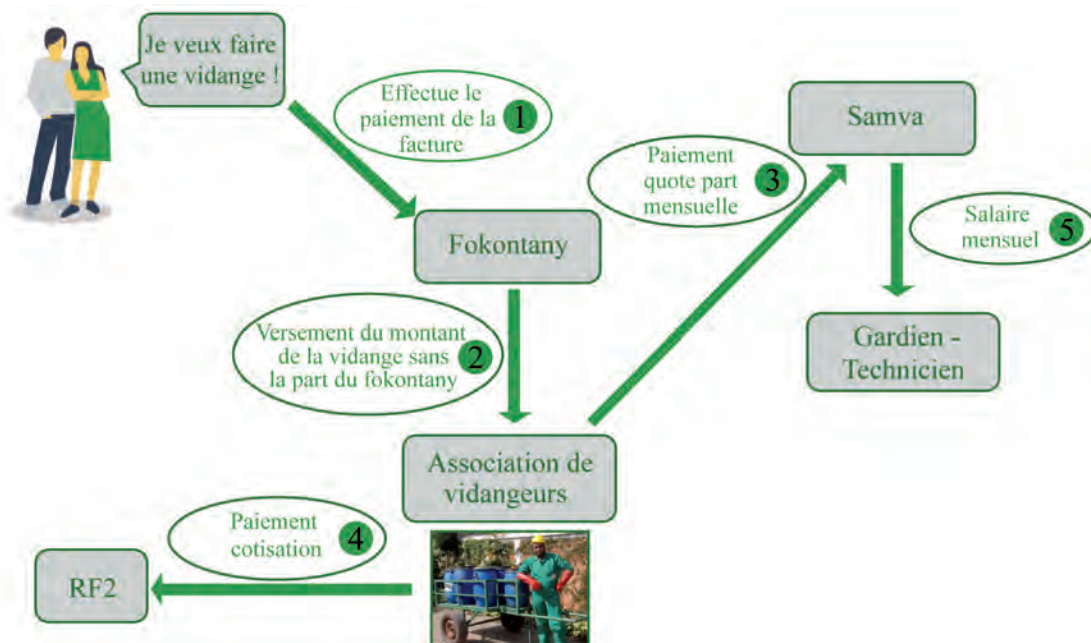 Je veux faire
une vidange !
Effectue le
paiement de la
facture
1
Samva
Paiement
quote part
mensuelle
3
Salaire
mensuel
5
Fokontany
Versement du montant
de la vidange sans
la part du fokontany
2
Gardien -
Technicien
Association de
vidangeurs
Paiement
cotisation
4
RF2